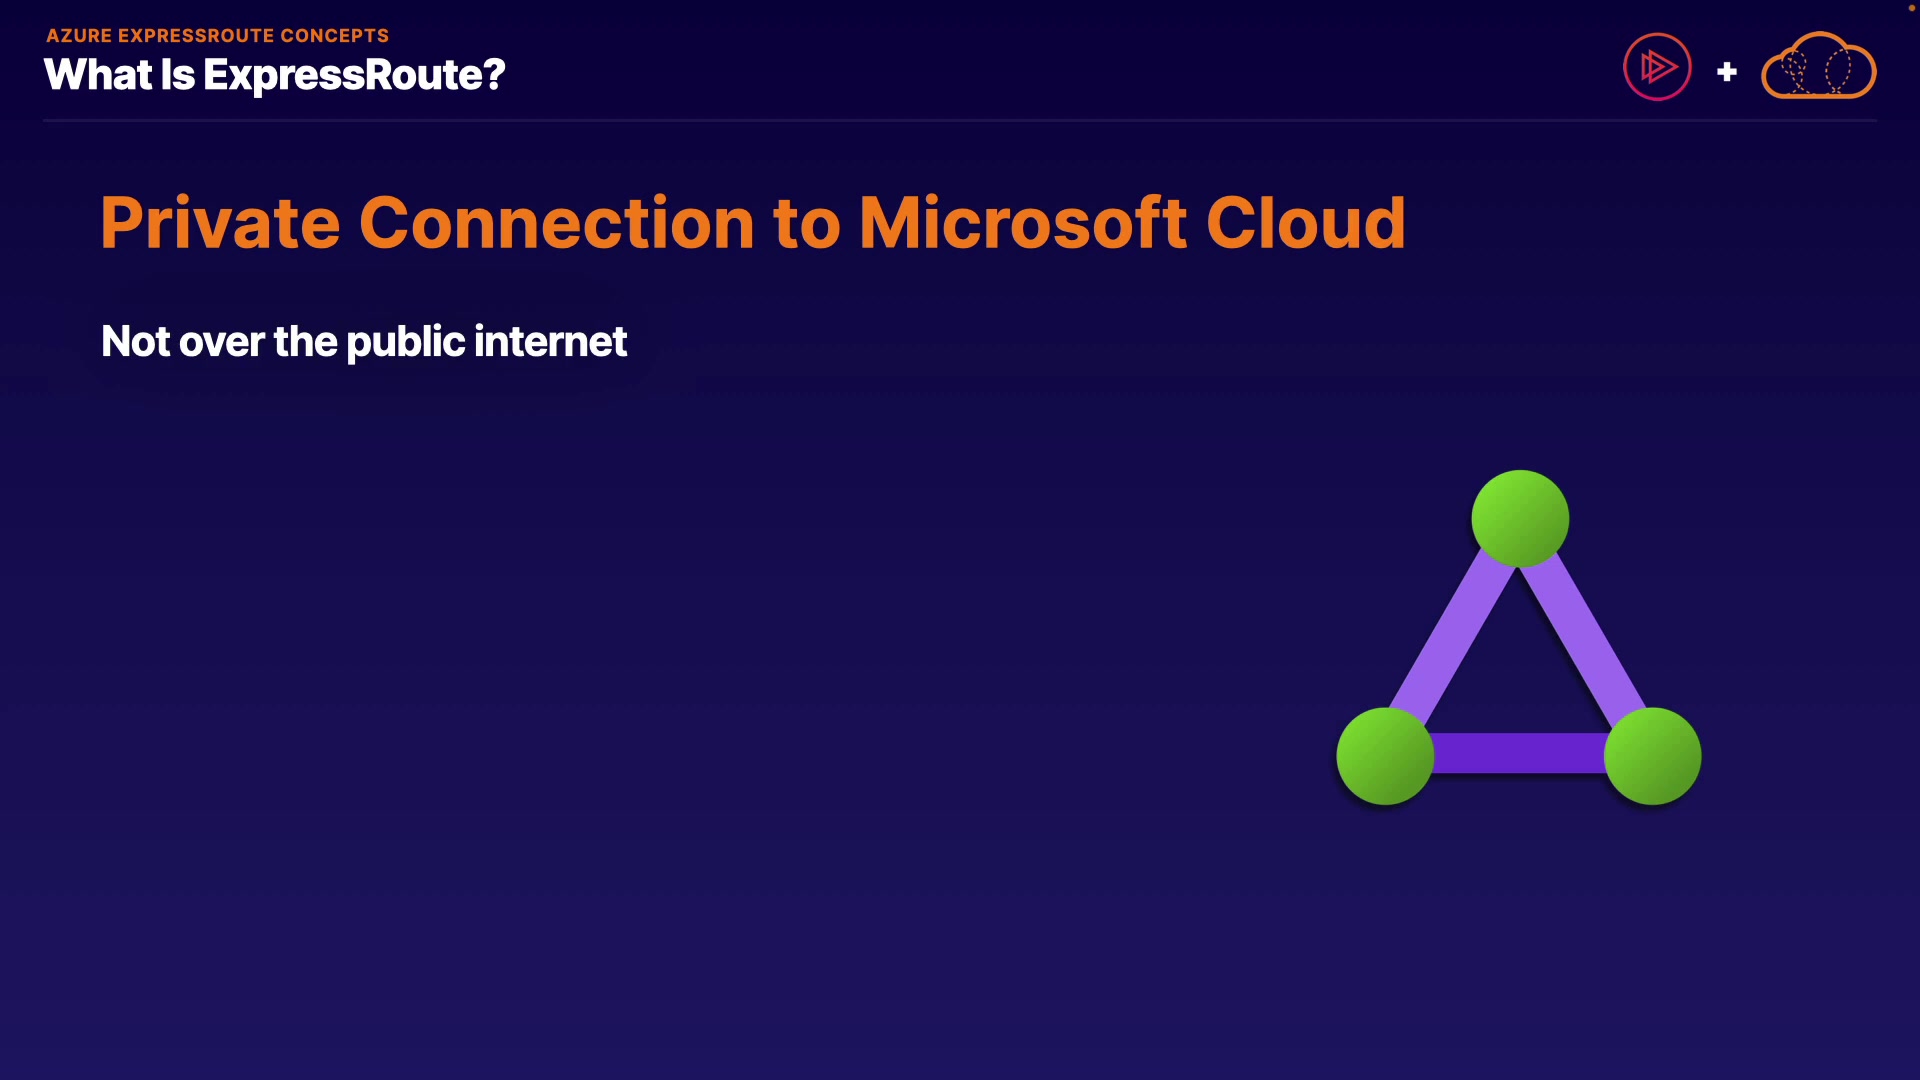 AZURE EXPRESSROUTE CONCEPTS
What Is ExpressRoute?
Private Connection to Microsoft Cloud
Not over the public internet